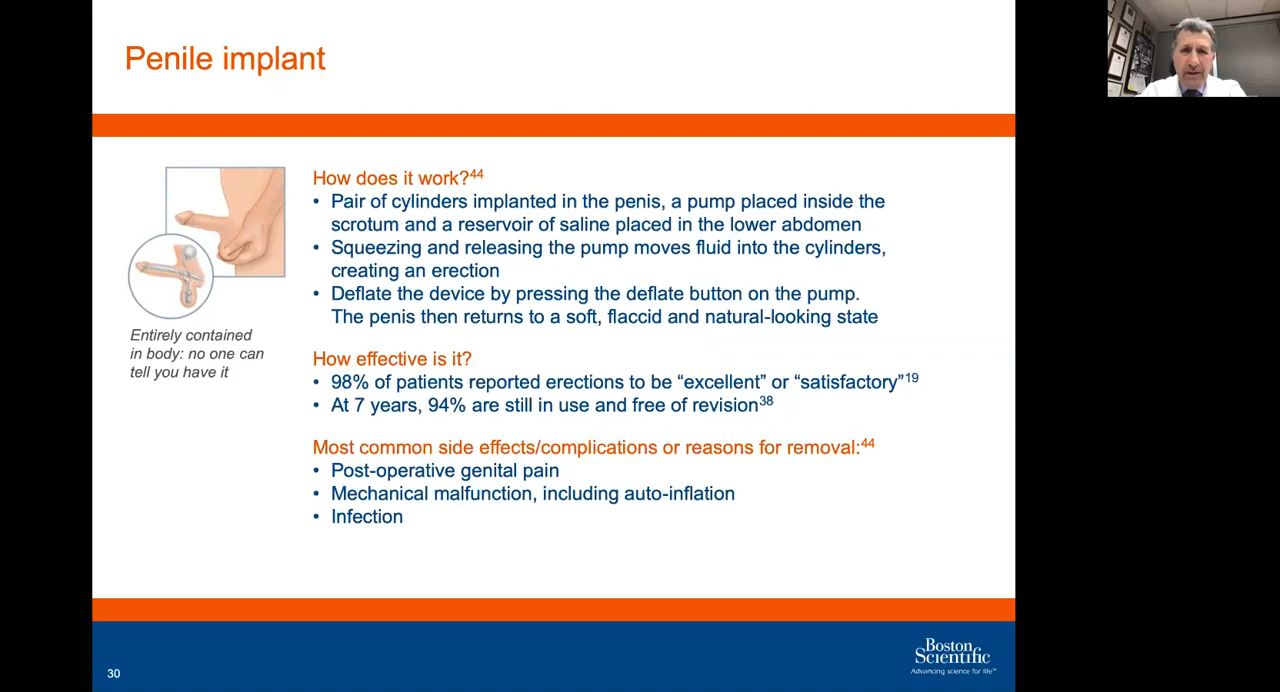 Penile implant
How does it work?44
• Pair of cylinders implanted in the penis, a pump placed inside the
scrotum and a reservoir of saline placed in the lower abdomen
• Squeezing and releasing the pump moves fluid into the cylinders,
creating an erection
• Deflate the device by pressing the deflate button on the pump.
The penis then returns to a soft, flaccid and natural-looking state
Entirely contained
in body: no one can
tell you have it
How effective is it?
• 98% of patients reported erections to be “excellent” or “satisfactory”19
• At 7 years, 94% are still in use and free of revision38
Most common side effects/complications or reasons for removal:44
• Post-operative genital pain
• Mechanical malfunction, including auto-inflation
• Infection
30
Boston
Scientific
Advancing science for life™